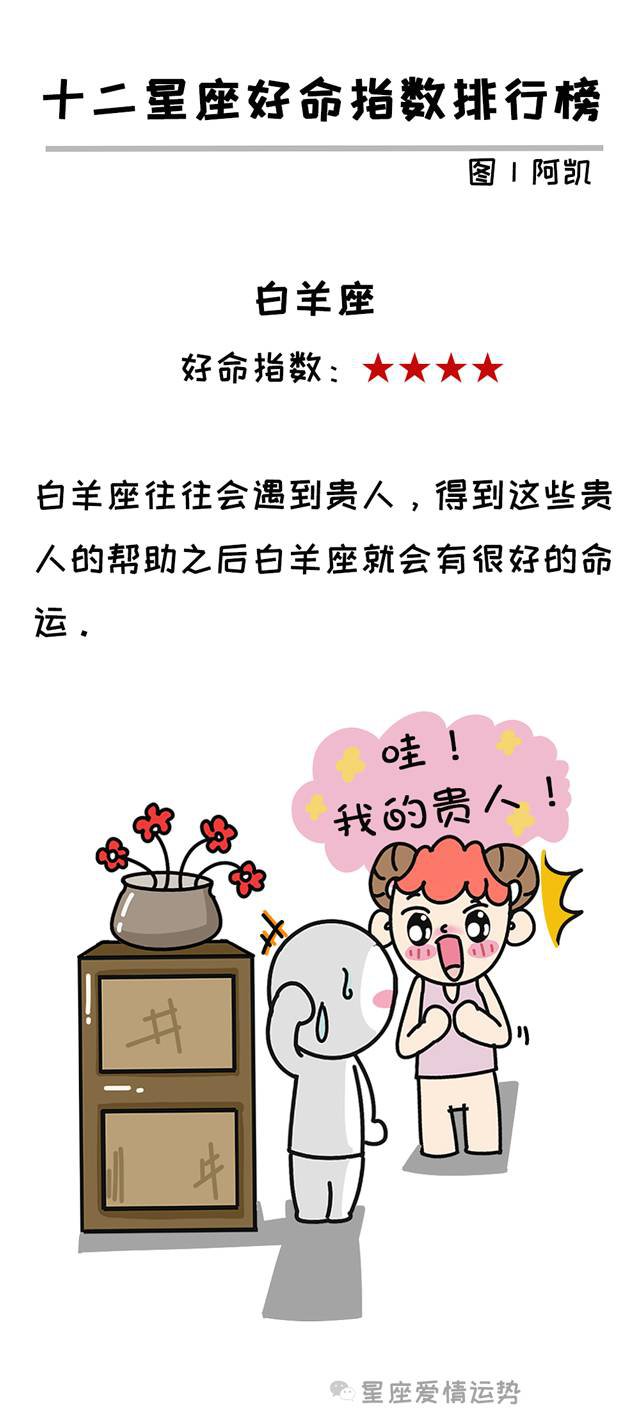 十二星座好命指数排行榜
图|阿凯
白羊座
好命指数：★★★★
白羊座往往会遇到贵人，得到这些贵
人的帮助之后白羊座就会有很好的命
运．
哇！
我的贵人！
星座爱情运势